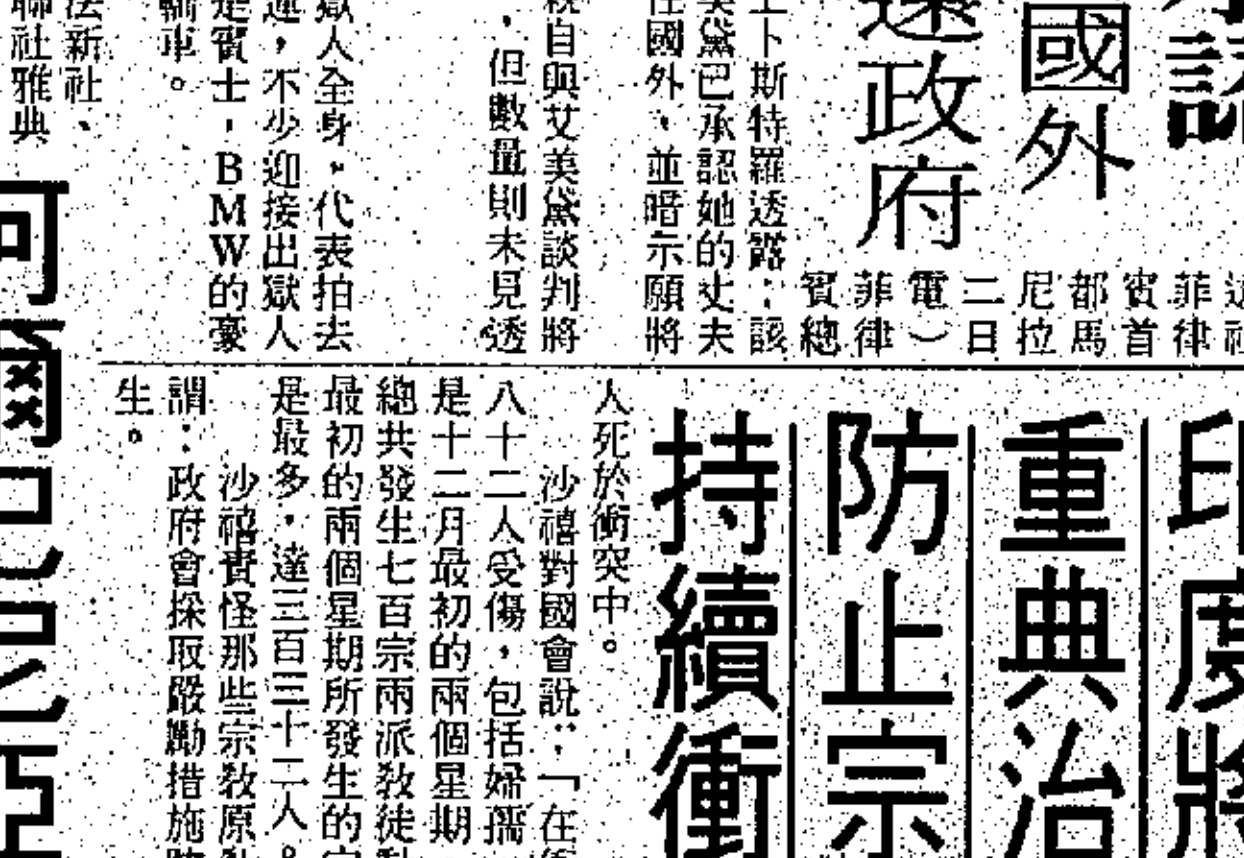 國外
還政府
菲律
賓首
都馬
尼拉
二日
電）
菲律
賓總
上卜斯特羅透露：該
美黛已承認她的丈夫
國外，並暗示願將
親自與艾美黛談判將
，但數量則未見透
獄人全身，代表拍去
，不少迎接出獄人
是賓士，BMW的豪
輛車。
法新社、
聯社雅典
阿爾巴尼亞
印度將
重典治
防止宗
持續衝
人死於衝突中。
沙禧對國會說：「在
八十二人受傷，包括婦孺
是十二月最初的兩個星期
總共發生七百宗兩派教徒
最初的兩個星期所發生的
是最多，達三百三十二人。
沙禧責怪那些宗教原
謂：政府會採取嚴勵措施
生。